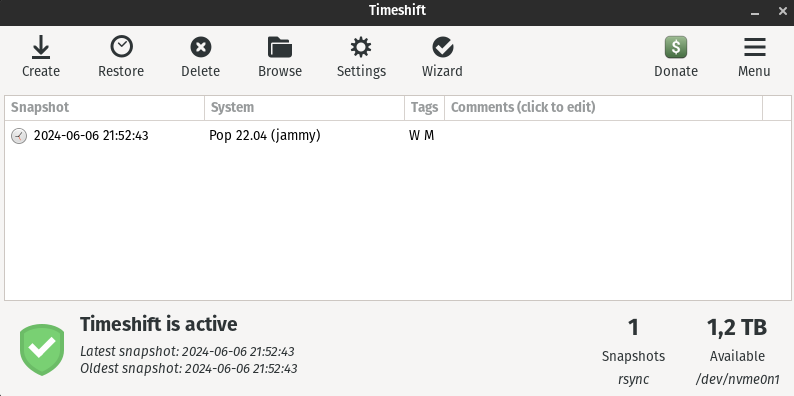 Timeshift
Create Restore Delete Browse Settings Wizard Donate Menu
Snapshot System Tags Comments (click to edit)
2024-06-06 21:52:43 Pop 22.04 (jammy) W M
Timeshift is active
Latest snapshot: 2024-06-06 21:52:43
Oldest snapshot: 2024-06-06 21:52:43
1
Snapshots
rsync
1,2 TB
Available
/dev/nvme0n1